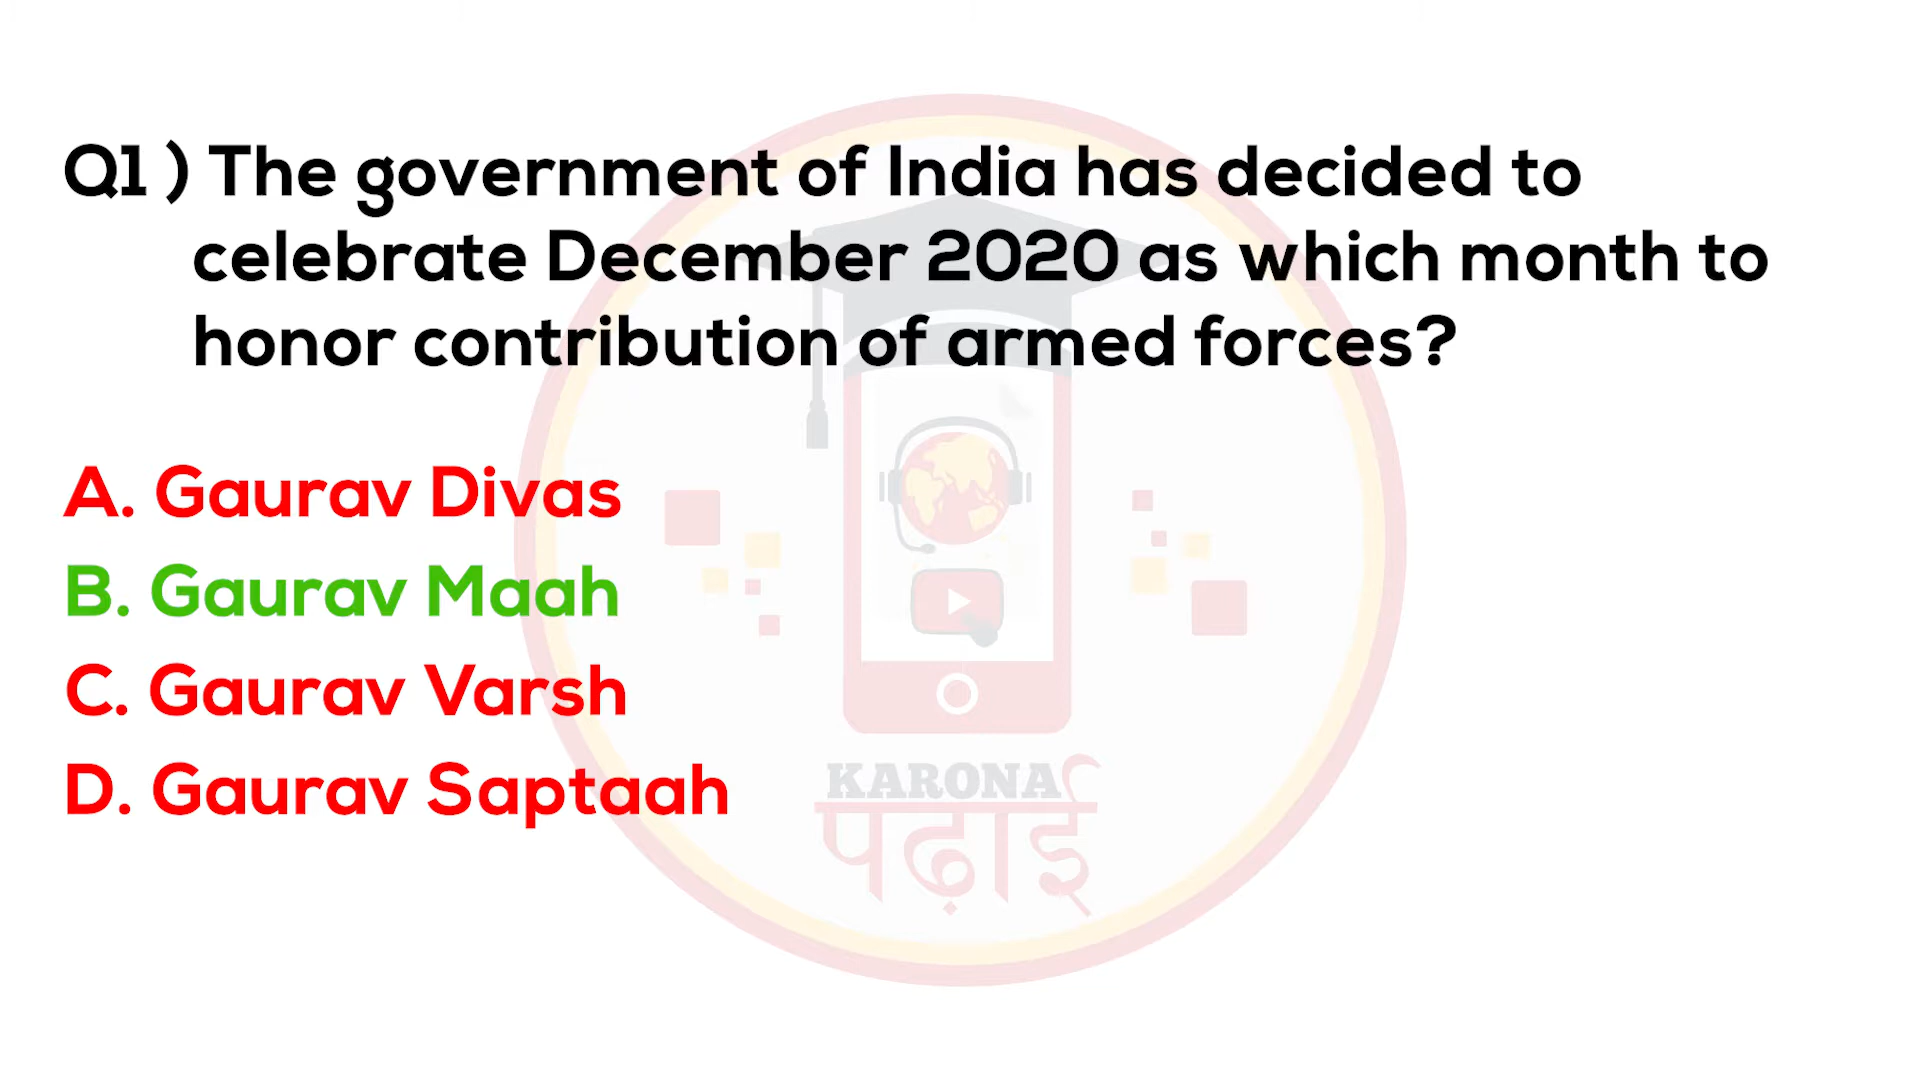 Q1 ) The government of India has decided to
celebrate December 2020 as which month to
honor contribution of armed forces?
A. Gaurav Divas
B. Gaurav Maah
C. Gaurav Varsh
D. Gaurav Saptaah
KARONA
पढ़ाई